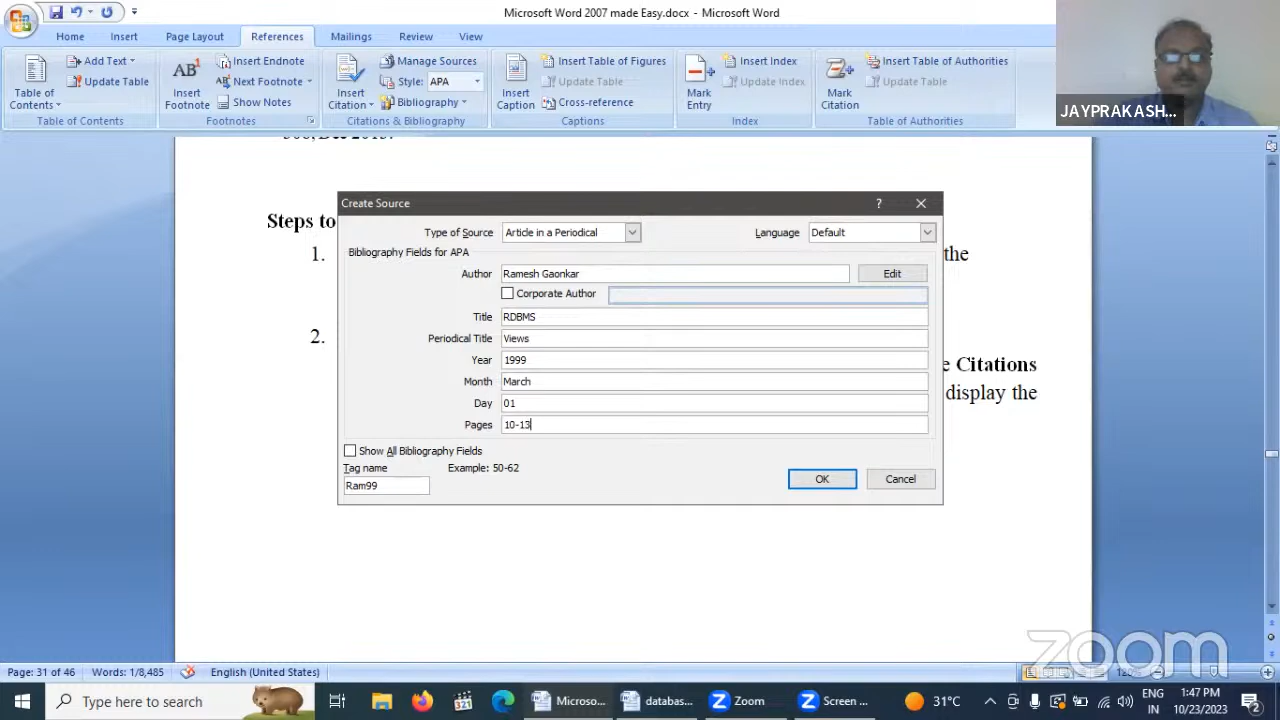 Microsoft Word 2007 made Easy.docx - Microsoft Word
Home Insert Page Layout References Mailings Review View
Table of Contents
Add Text
Update Table
Table of Contents
AB1
Insert Footnote
Insert Endnote
Next Footnote
Show Notes
Footnotes
Insert Citation
Manage Sources
Style: APA
Bibliography
Citations & Bibliography
Insert Caption
Insert Table of Figures
Update Table
Cross-reference
Captions
Mark Entry
Insert Index
Update Index
Index
Mark Citation
Insert Table of Authorities
Update Table
Table of Authorities
JAYPRAKASH...
Steps to
1. the
2.
e Citations
display the
Create Source ?
Type of Source Article in a Periodical Language Default
Bibliography Fields for APA
Author Ramesh Gaonkar Edit
Corporate Author
Title RDBMS
Periodical Title Views
Year 1999
Month March
Day 01
Pages 10-13
Show All Bibliography Fields
Tag name Example: 50-62
Ram99
OK Cancel
zoom
Page: 31 of 46 Words: 1/8,485 English (United States)
Type here to search
Microso...
databas...
Zoom
Screen ...
31°C
ENG
IN
1:47 PM
10/23/2023
2